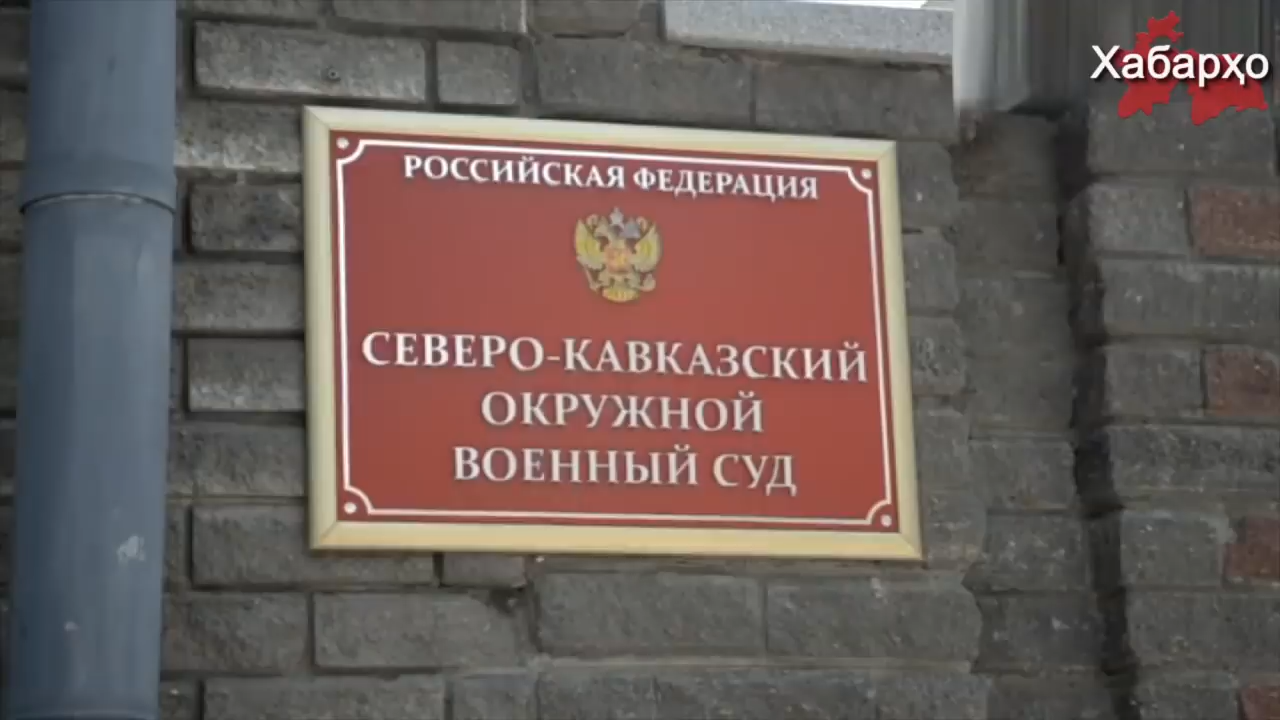 Хабарҳо
РОССИЙСКАЯ ФЕДЕРАЦИЯ
СЕВЕРО-КАВКАЗСКИЙ
ОКРУЖНОЙ
ВОЕННЫЙ СУД